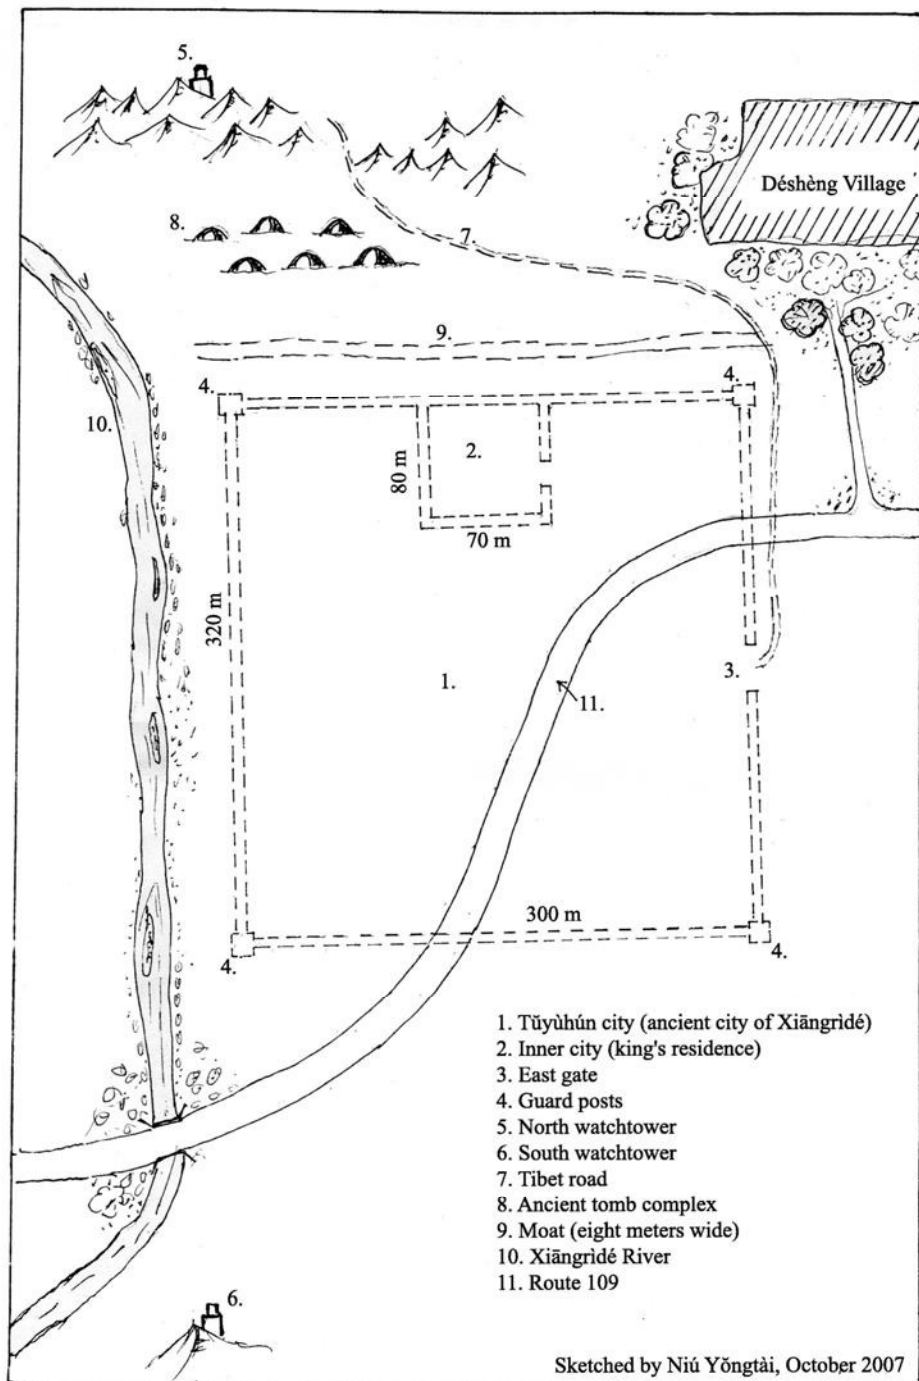 5.
Déshèng Village
8.
7.
9.
4.
4.
10.
2.
80 m
70 m
320 m
3.
1.
11.
300 m
4.
4.
1. Tǔyùhún city (ancient city of Xiāngrìdé)
2. Inner city (king's residence)
3. East gate
4. Guard posts
5. North watchtower
6. South watchtower
7. Tibet road
8. Ancient tomb complex
9. Moat (eight meters wide)
10. Xiāngrìdé River
11. Route 109
6.
Sketched by Niú Yǒngtài, October 2007